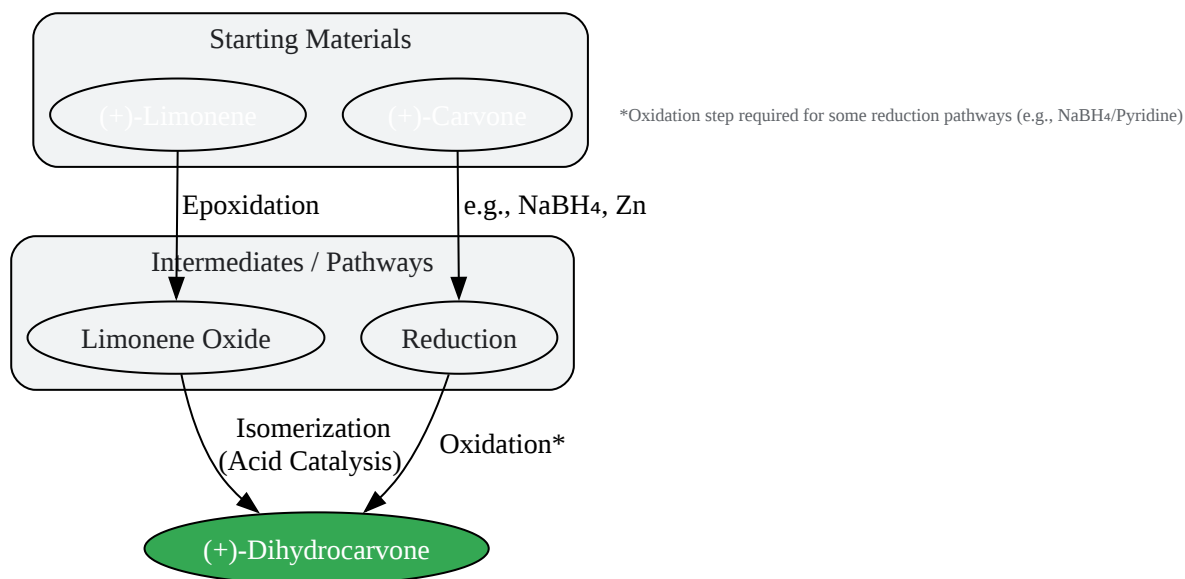 Starting Materials
(+)-Limonene
(+)-Carvone
*Oxidation step required for some reduction pathways (e.g., NaBH₄/Pyridine)
Epoxidation
e.g., NaBH₄, Zn
Intermediates / Pathways
Limonene Oxide
Reduction
Isomerization
(Acid Catalysis)
Oxidation*
(+)-Dihydrocarvone